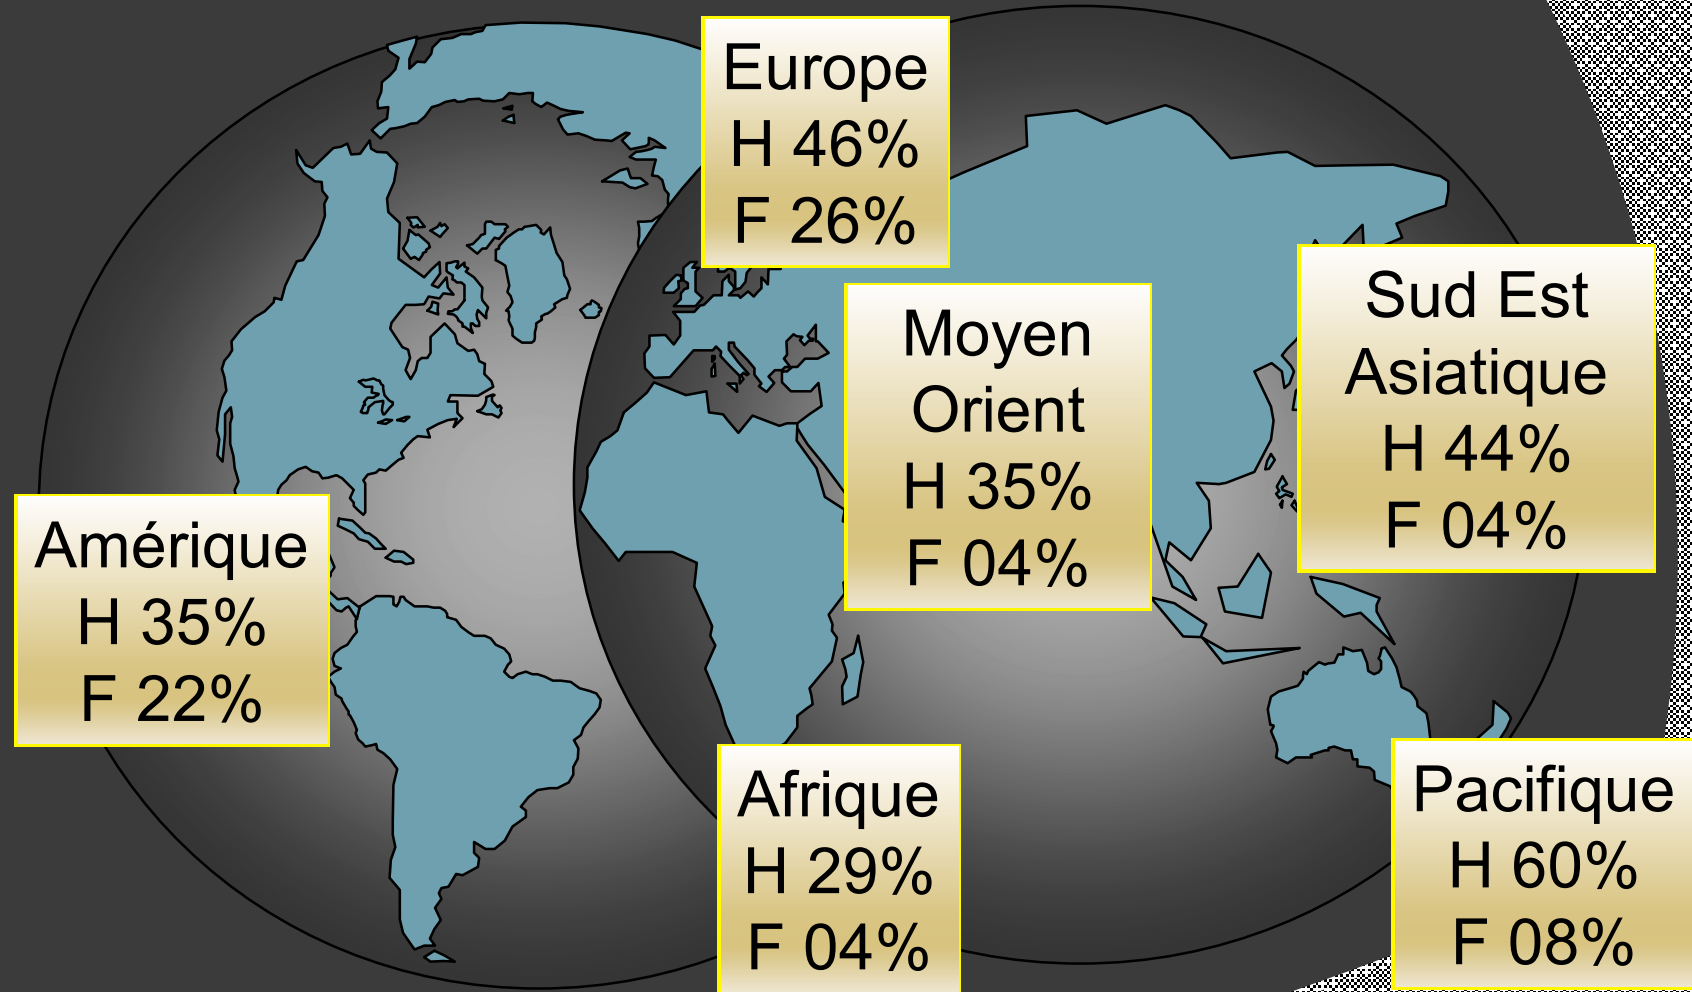 Europe
H 46%
F 26%
Moyen
Orient
H 35%
F 04%
Sud Est
Asiatique
H 44%
F 04%
Amérique
H 35%
F 22%
Afrique
H 29%
F 04%
Pacifique
H 60%
F 08%